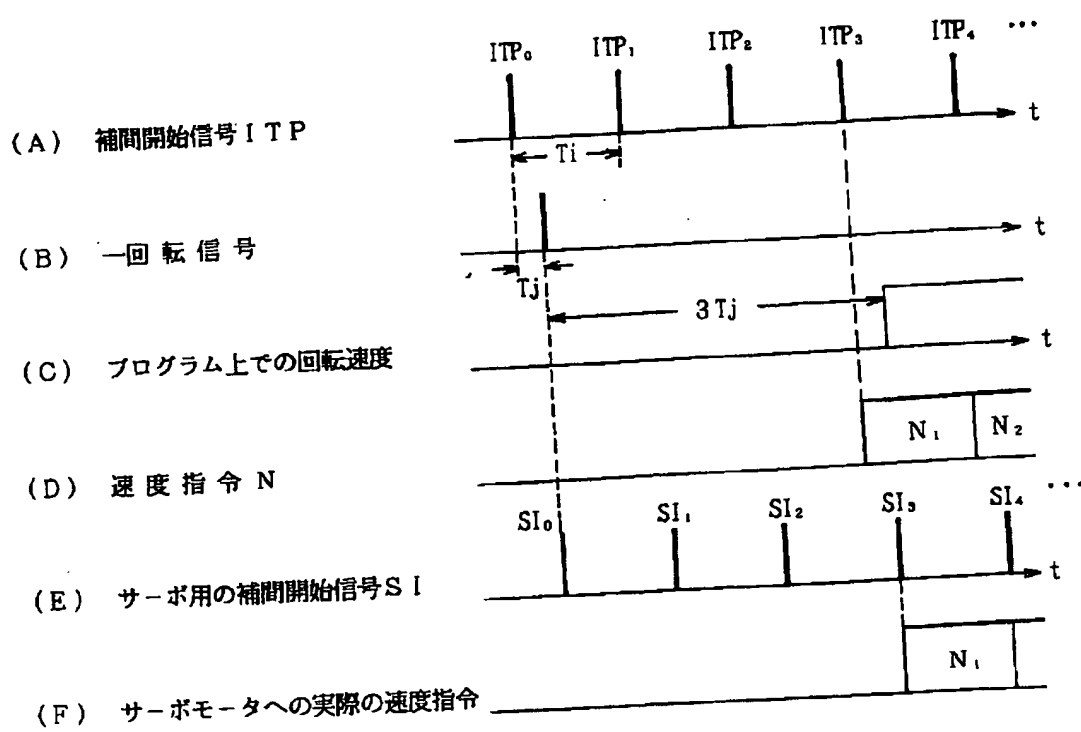 ITP₀ ITP₁ ITP₂ ITP₃ ITP₄ ･･･
(A) 補間開始信号ITP
t
Ti
(B) 一回転信号
t
Tj
3Tj
(C) プログラム上での回転速度
t
N₁ N₂
(D) 速度指令N
SI₀ SI₁ SI₂ SI₃ SI₄ ･･･
(E) サーボ用の補間開始信号SI
t
N₁
(F) サーボモータへの実際の速度指令